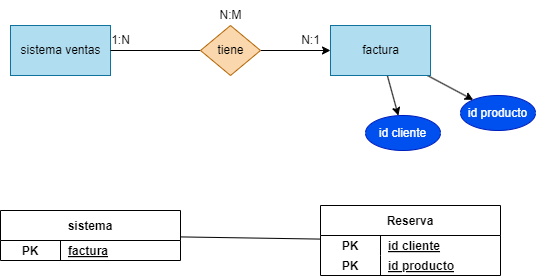 N:M
sistema ventas 1:N tiene N:1 factura
id cliente
id producto
sistema
PK factura
Reserva
PK id cliente
PK id producto